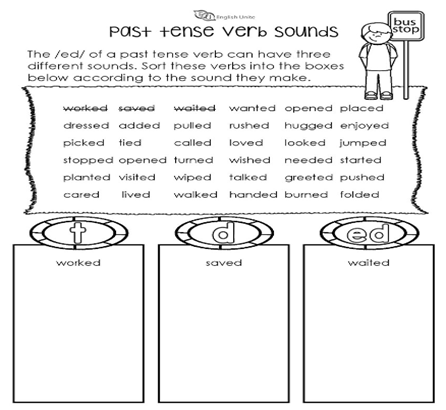 English Unite
Past Tense Verb Sounds
bus
stop
The /ed/ of a past tense verb can have three
different sounds. Sort these verbs into the boxes
below according to the sound they make.
worked saved waited wanted opened placed
dressed added pulled rushed hugged enjoyed
picked tied called loved looked jumped
stopped opened turned wished needed started
planted visited wiped talked greeted pushed
cared lived walked handed burned folded
t d ed
worked saved waited